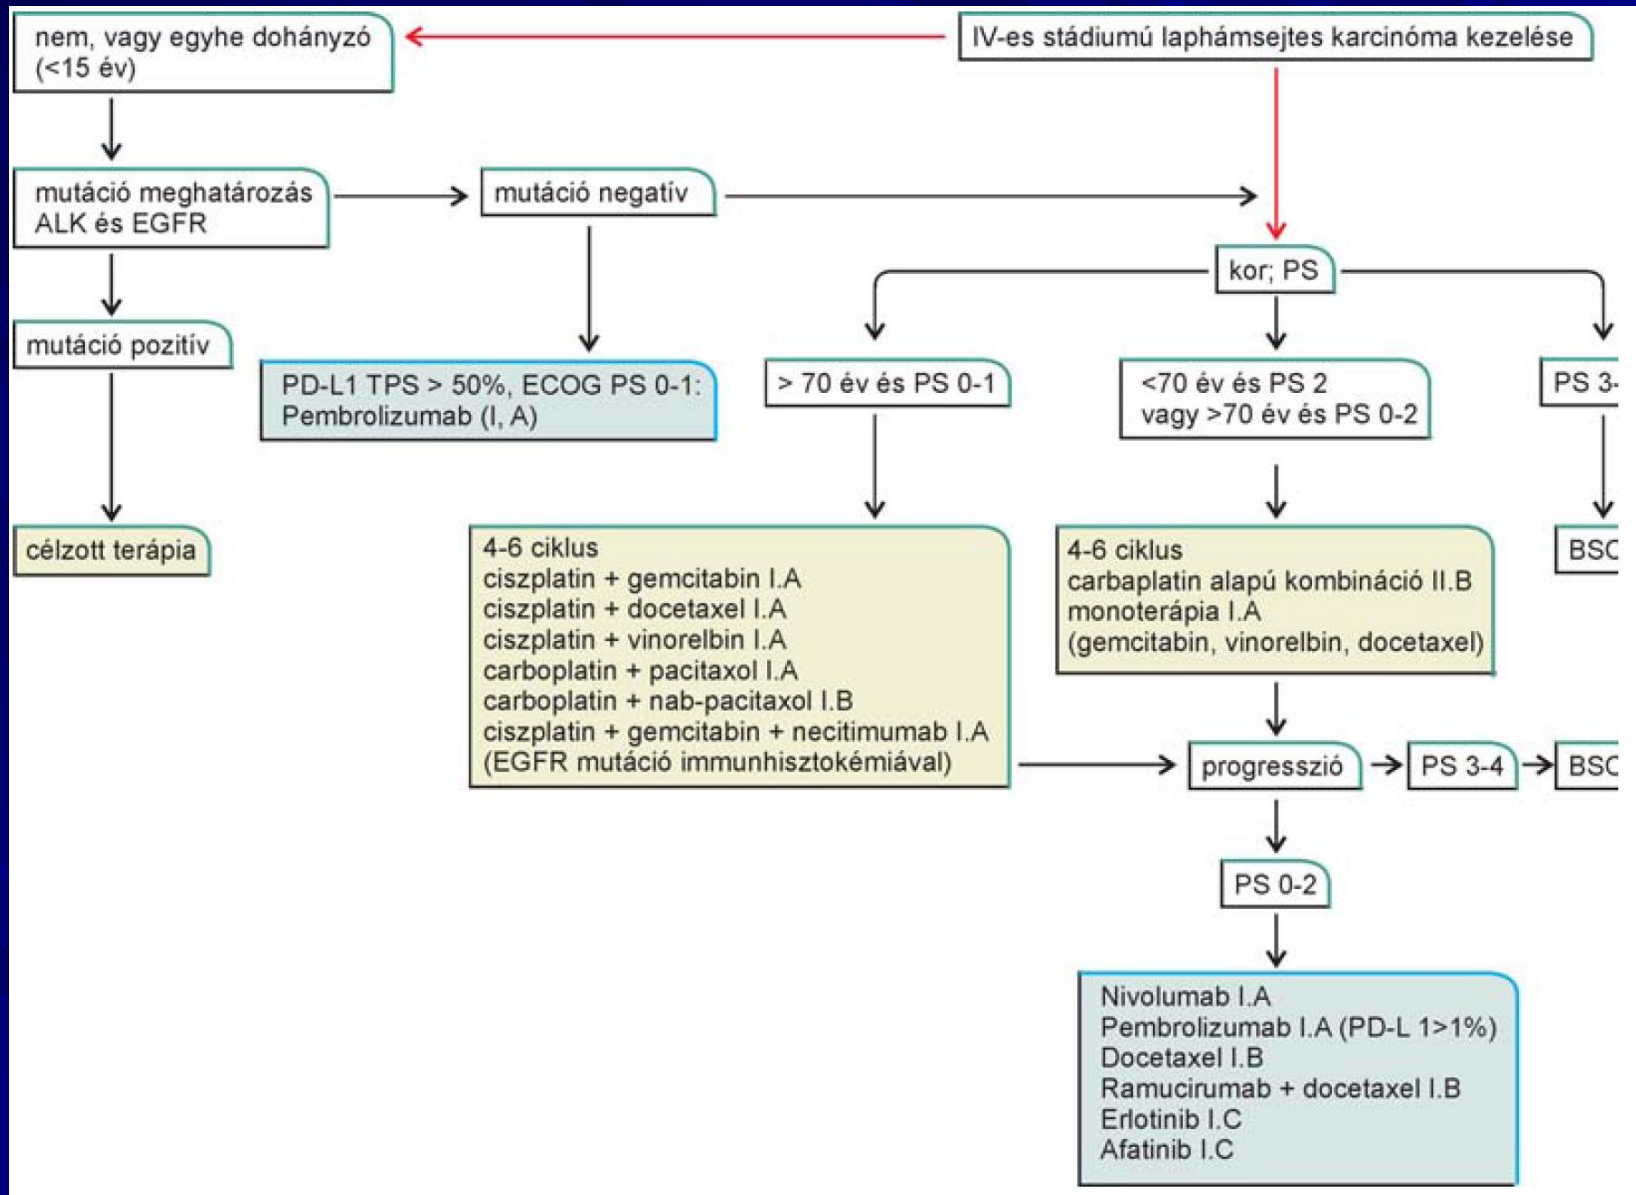 IV-es stádiumú laphámsejtes karcinóma kezelése
nem, vagy egyhe dohányzó
(<15 év)
mutáció meghatározás
ALK és EGFR
mutáció negatív
kor; PS
mutáció pozitív
PD-L1 TPS > 50%, ECOG PS 0-1:
Pembrolizumab (I, A)
> 70 év és PS 0-1
<70 év és PS 2
vagy >70 év és PS 0-2
PS 3-
célzott terápia
4-6 ciklus
ciszplatin + gemcitabin I.A
ciszplatin + docetaxel I.A
ciszplatin + vinorelbin I.A
carboplatin + pacitaxol I.A
carboplatin + nab-pacitaxol I.B
ciszplatin + gemcitabin + necitimumab I.A
(EGFR mutáció immunhisztokémiával)
4-6 ciklus
carbaplatin alapú kombináció II.B
monoterápia I.A
(gemcitabin, vinorelbin, docetaxel)
BSC
progresszió
PS 3-4
BSC
PS 0-2
Nivolumab I.A
Pembrolizumab I.A (PD-L 1>1%)
Docetaxel I.B
Ramucirumab + docetaxel I.B
Erlotinib I.C
Afatinib I.C